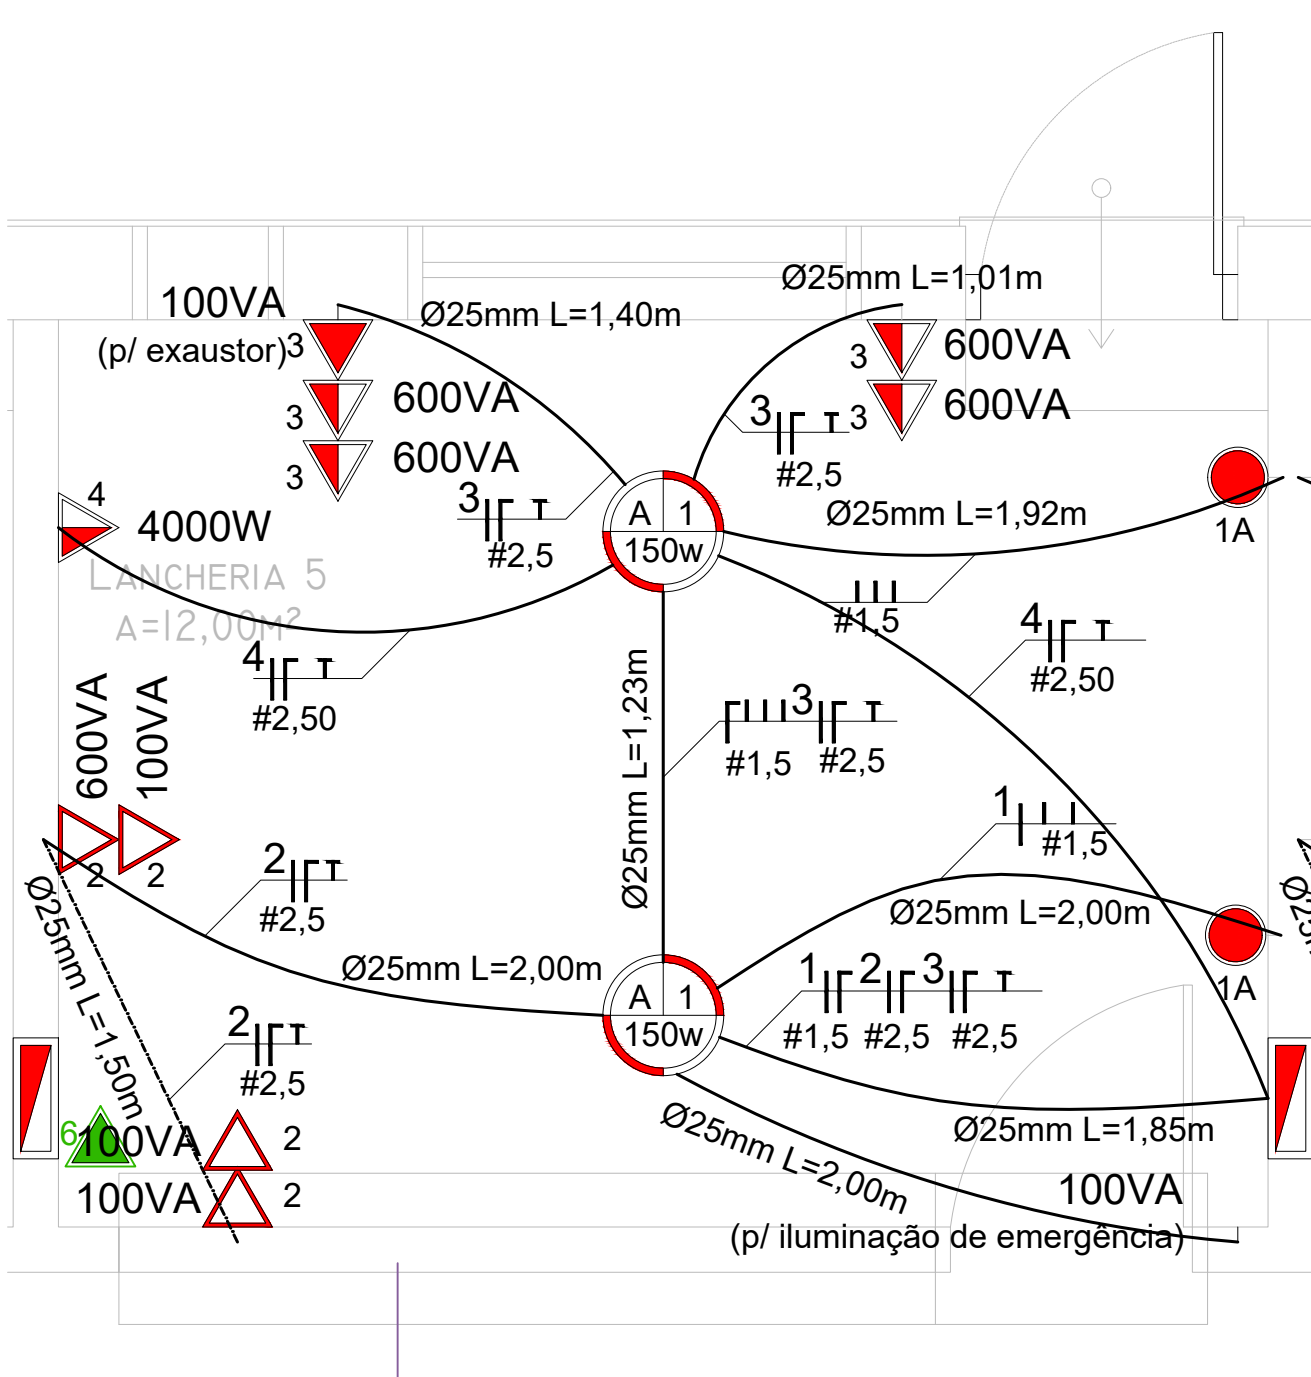 Ø25mm L=1,01m
100VA
Ø25mm L=1,40m
(p/ exaustor)
3
3
600VA
600VA
3
3
600VA
3
600VA
3
3
#2,5
4
4000W
3
#2,5
A 1
150w
Ø25mm L=1,92m
1A
LANCHERIA 5
A=12,00M²
#1,5
4
#2,50
4
#2,50
600VA
100VA
2
2
Ø25mm L=1,23m
3
#1,5
#2,5
1
#1,5
2
#2,5
Ø25mm L=2,00m
Ø25mm L=2,00m
1A
A 1
150w
1 2 3
#1,5 #2,5 #2,5
Ø25mm L=1,50m
2
#2,5
Ø25mm L=1,85m
Ø25mm L=2,00m
6
100VA
2
100VA
2
100VA
(p/ iluminação de emergência)